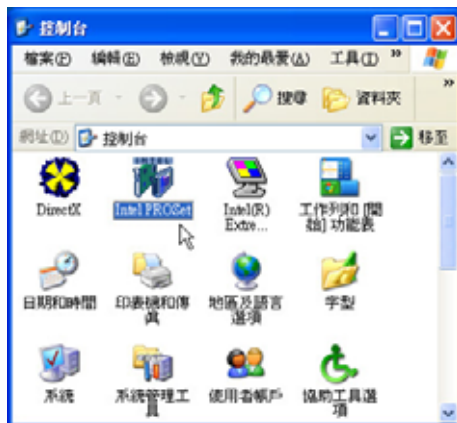 控制台
檔案(F) 編輯(E) 檢視(V) 我的最愛(A) 工具(T) »
上一頁 搜尋 資料夾 »
網址(D) 控制台 移至
DirectX Intel PROSet Intel(R) Extre... 工作列和 [開始] 功能表
日期和時間 印表機和傳真 地區及語言選項 字型
系統 系統管理工具 使用者帳戶 協助工具選項